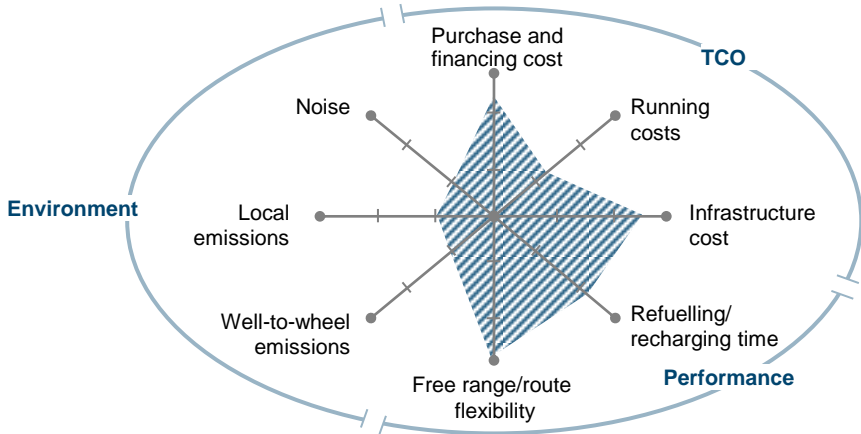 Purchase and
financing cost
TCO
Noise
Running
costs
Environment
Local
emissions
Infrastructure
cost
Well-to-wheel
emissions
Refuelling/
recharging time
Free range/route
flexibility
Performance